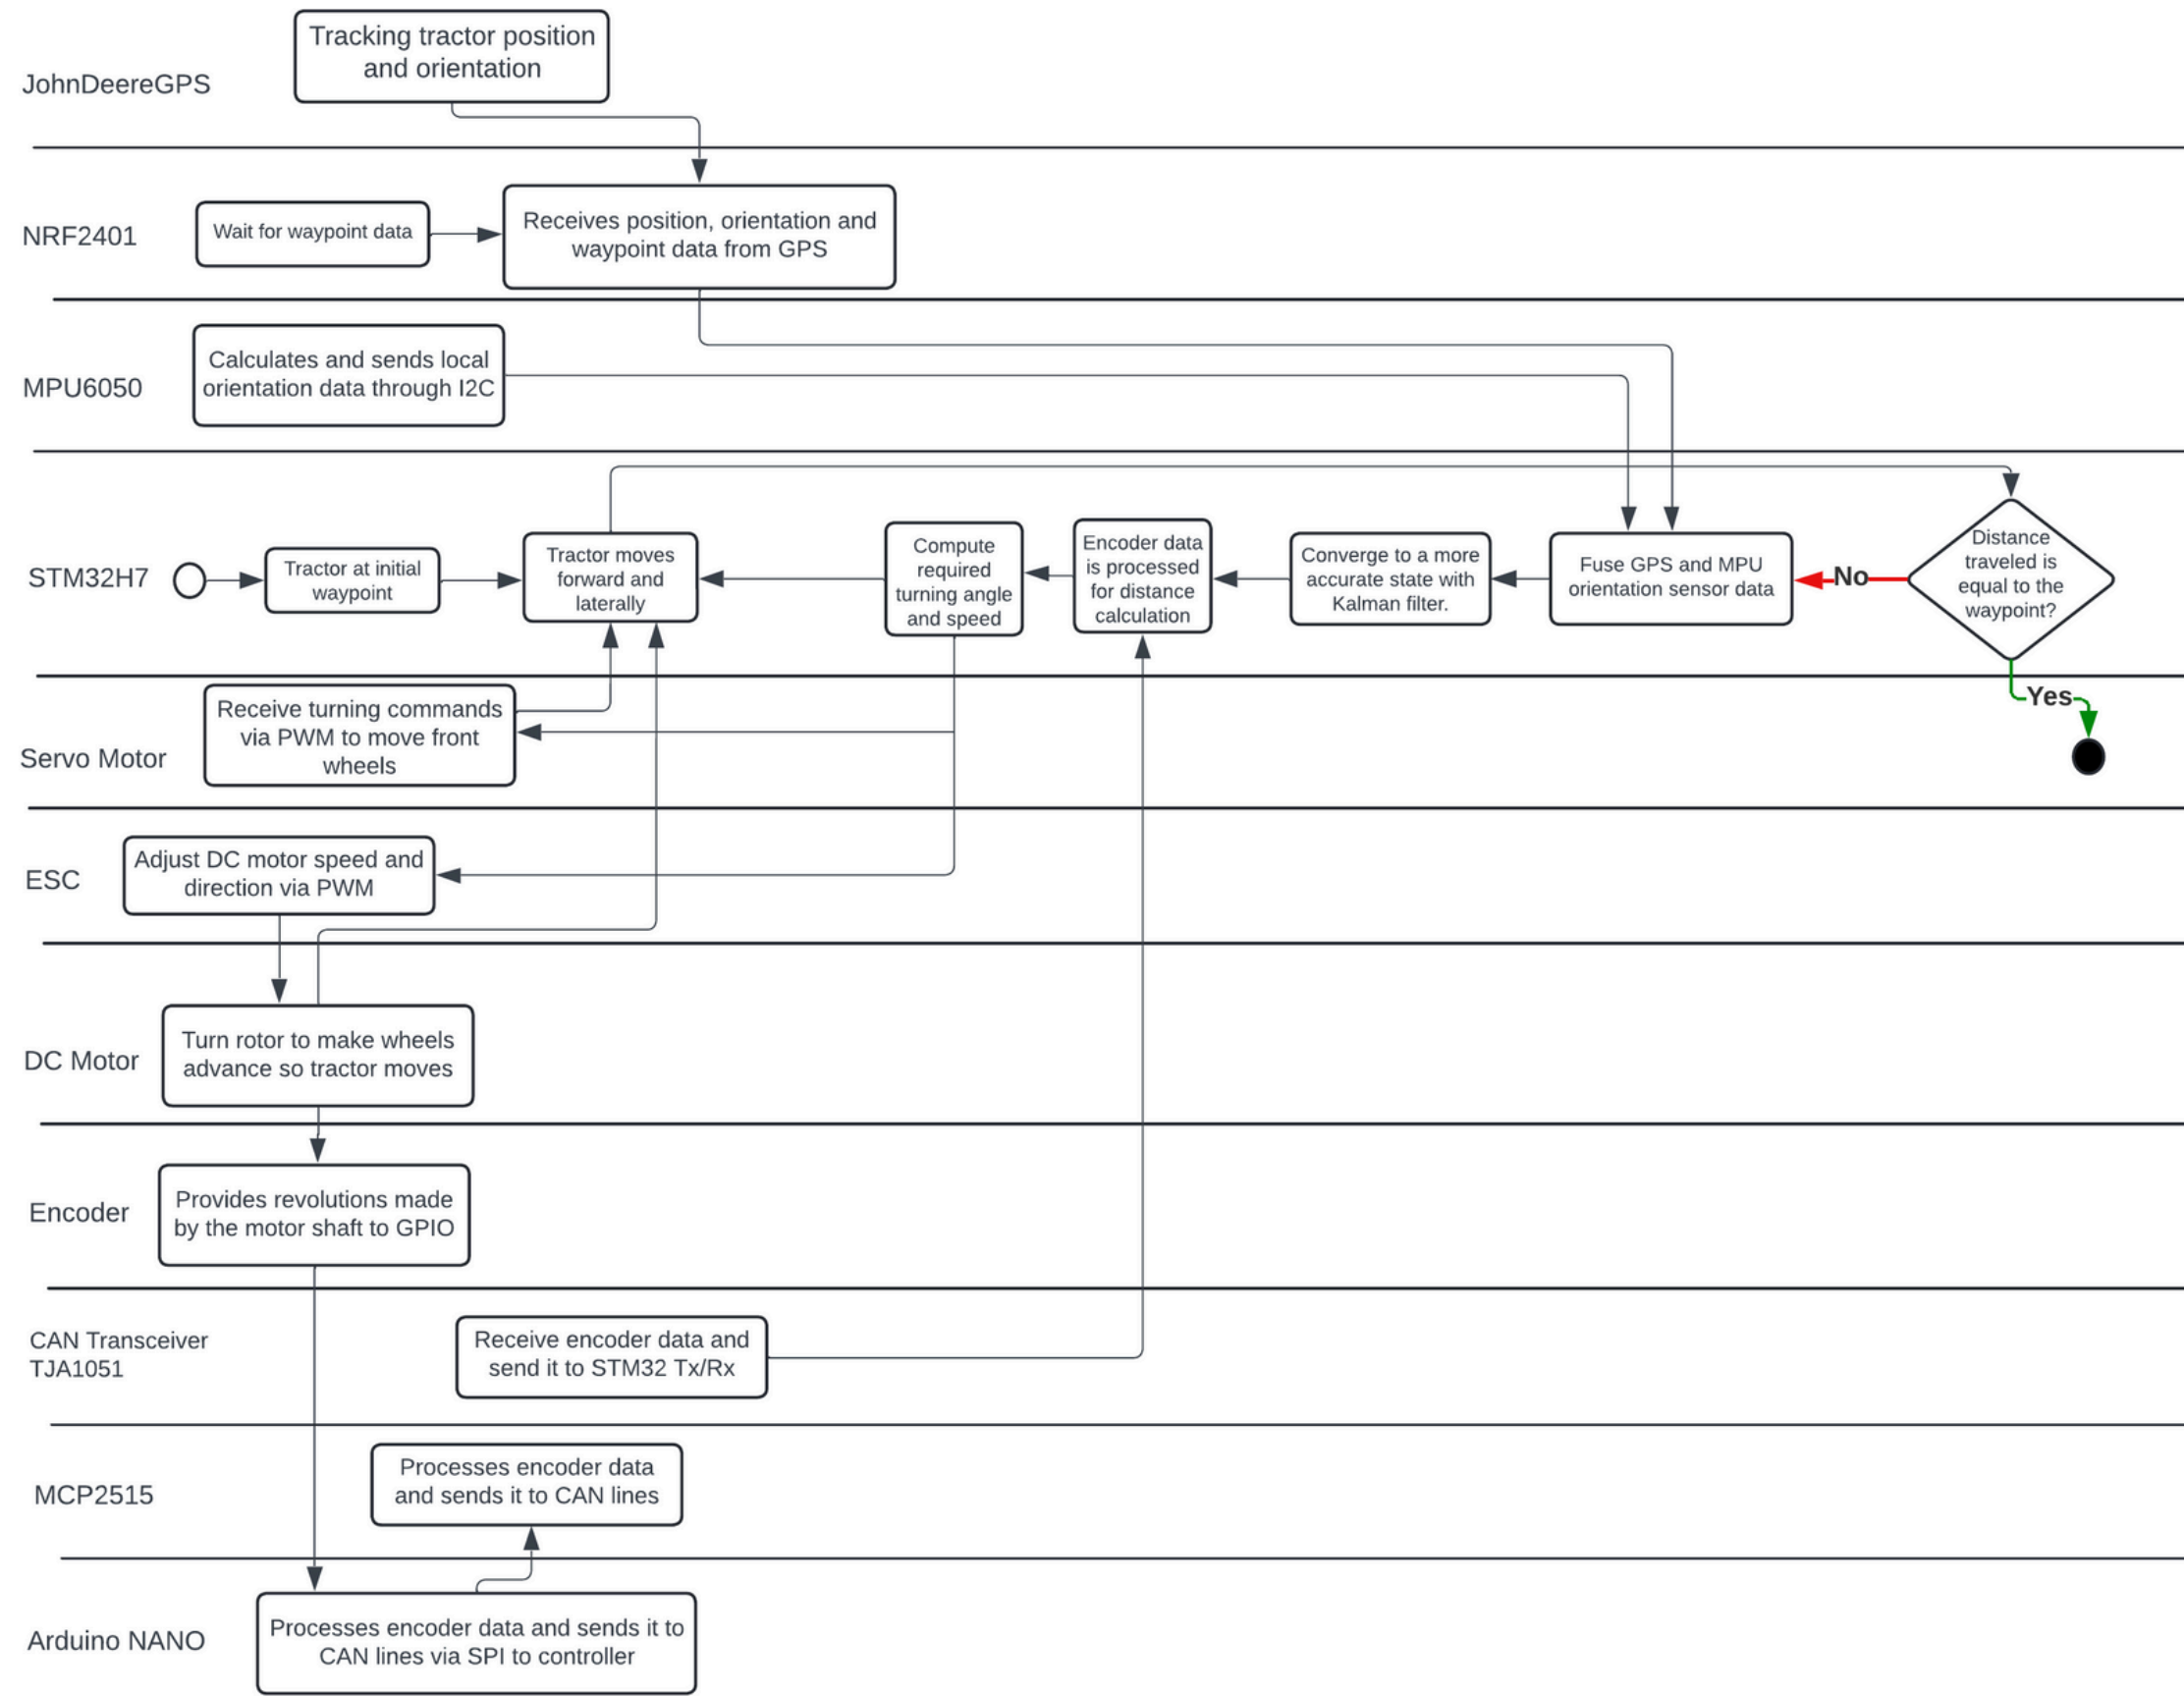 Tracking tractor position
and orientation
JohnDeereGPS
NRF2401
Wait for waypoint data
Receives position, orientation and
waypoint data from GPS
MPU6050
Calculates and sends local
orientation data through I2C
STM32H7
Tractor at initial
waypoint
Tractor moves
forward and
laterally
Compute
required
turning angle
and speed
Encoder data
is processed
for distance
calculation
Converge to a more
accurate state with
Kalman filter.
Fuse GPS and MPU
orientation sensor data
No
Distance
traveled is
equal to the
waypoint?
Yes
Servo Motor
Receive turning commands
via PWM to move front
wheels
ESC
Adjust DC motor speed and
direction via PWM
DC Motor
Turn rotor to make wheels
advance so tractor moves
Encoder
Provides revolutions made
by the motor shaft to GPIO
CAN Transceiver
TJA1051
Receive encoder data and
send it to STM32 Tx/Rx
MCP2515
Processes encoder data
and sends it to CAN lines
Arduino NANO
Processes encoder data and sends it to
CAN lines via SPI to controller